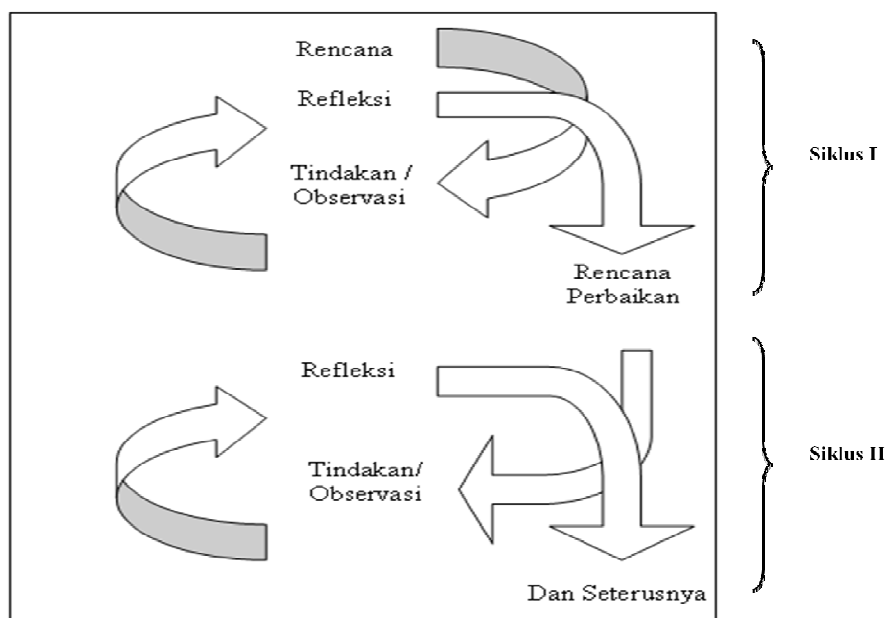 Rencana
Refleksi
Tindakan /
Observasi
Siklus I
Rencana
Perbaikan
Refleksi
Tindakan/
Observasi
Siklus II
Dan Seterusnya